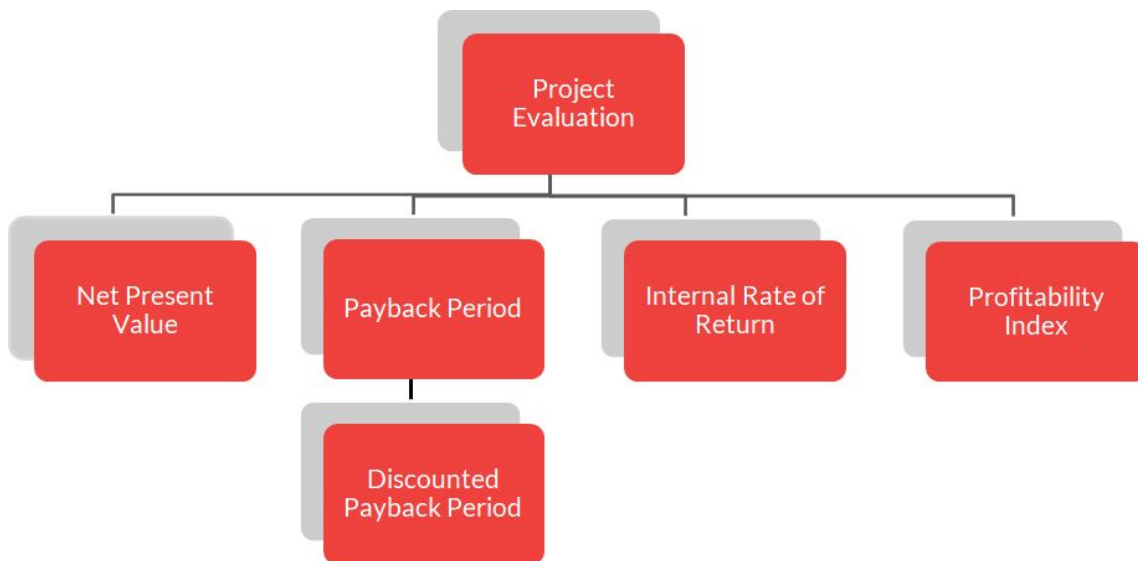 Project
Evaluation
Net Present
Value
Payback Period
Internal Rate of
Return
Profitability
Index
Discounted
Payback Period